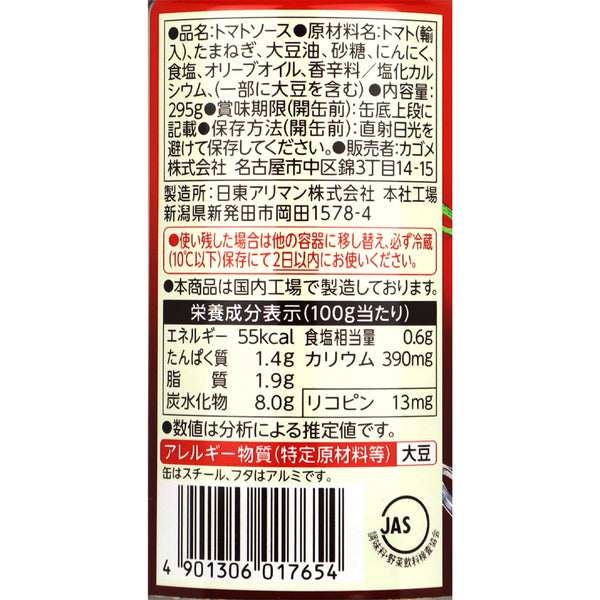 ●品名:トマトソース●原材料名:トマト(輸
入)、たまねぎ、大豆油、砂糖、にんにく、
食塩、オリーブオイル、香辛料／塩化カル
シウム、(一部に大豆を含む)●内容量:
295g●賞味期限(開缶前):缶底上段に
記載●保存方法(開缶前):直射日光を
避けて保存してください。●販売者:カゴメ
株式会社 名古屋市中区錦3丁目14-15
製造所:日東アリマン株式会社 本社工場
新潟県新発田市岡田1578-4
●使い残した場合は他の容器に移し替え、必ず冷蔵
(10℃以下)保存にて2日以内にお使いください。
●本商品は国内工場で製造しております。
栄養成分表示(100g当たり)
エネルギー 55kcal 食塩相当量 0.6g
たんぱく質 1.4g カリウム 390mg
脂質 1.9g
炭水化物 8.0g リコピン 13mg
●数値は分析による推定値です。
アレルギー物質(特定原材料等) 大豆
缶はスチール、フタはアルミです。
JAS
調味料・野菜飲料検査協会
4 901306 017654